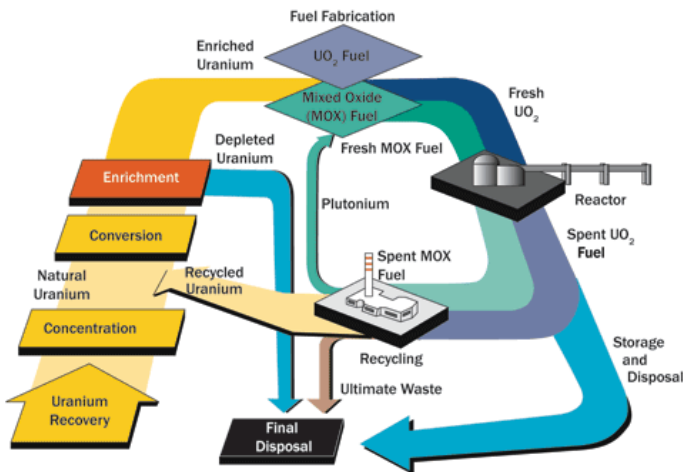 Fuel Fabrication
UO₂ Fuel
Enriched
Uranium
Mixed Oxide
(MOX) Fuel
Fresh
UO₂
Depleted
Uranium
Fresh MOX Fuel
Enrichment
Plutonium
Reactor
Conversion
Spent UO₂
Fuel
Spent MOX
Fuel
Natural
Uranium
Recycled
Uranium
Concentration
Storage
and
Disposal
Recycling
Ultimate Waste
Uranium
Recovery
Final
Disposal